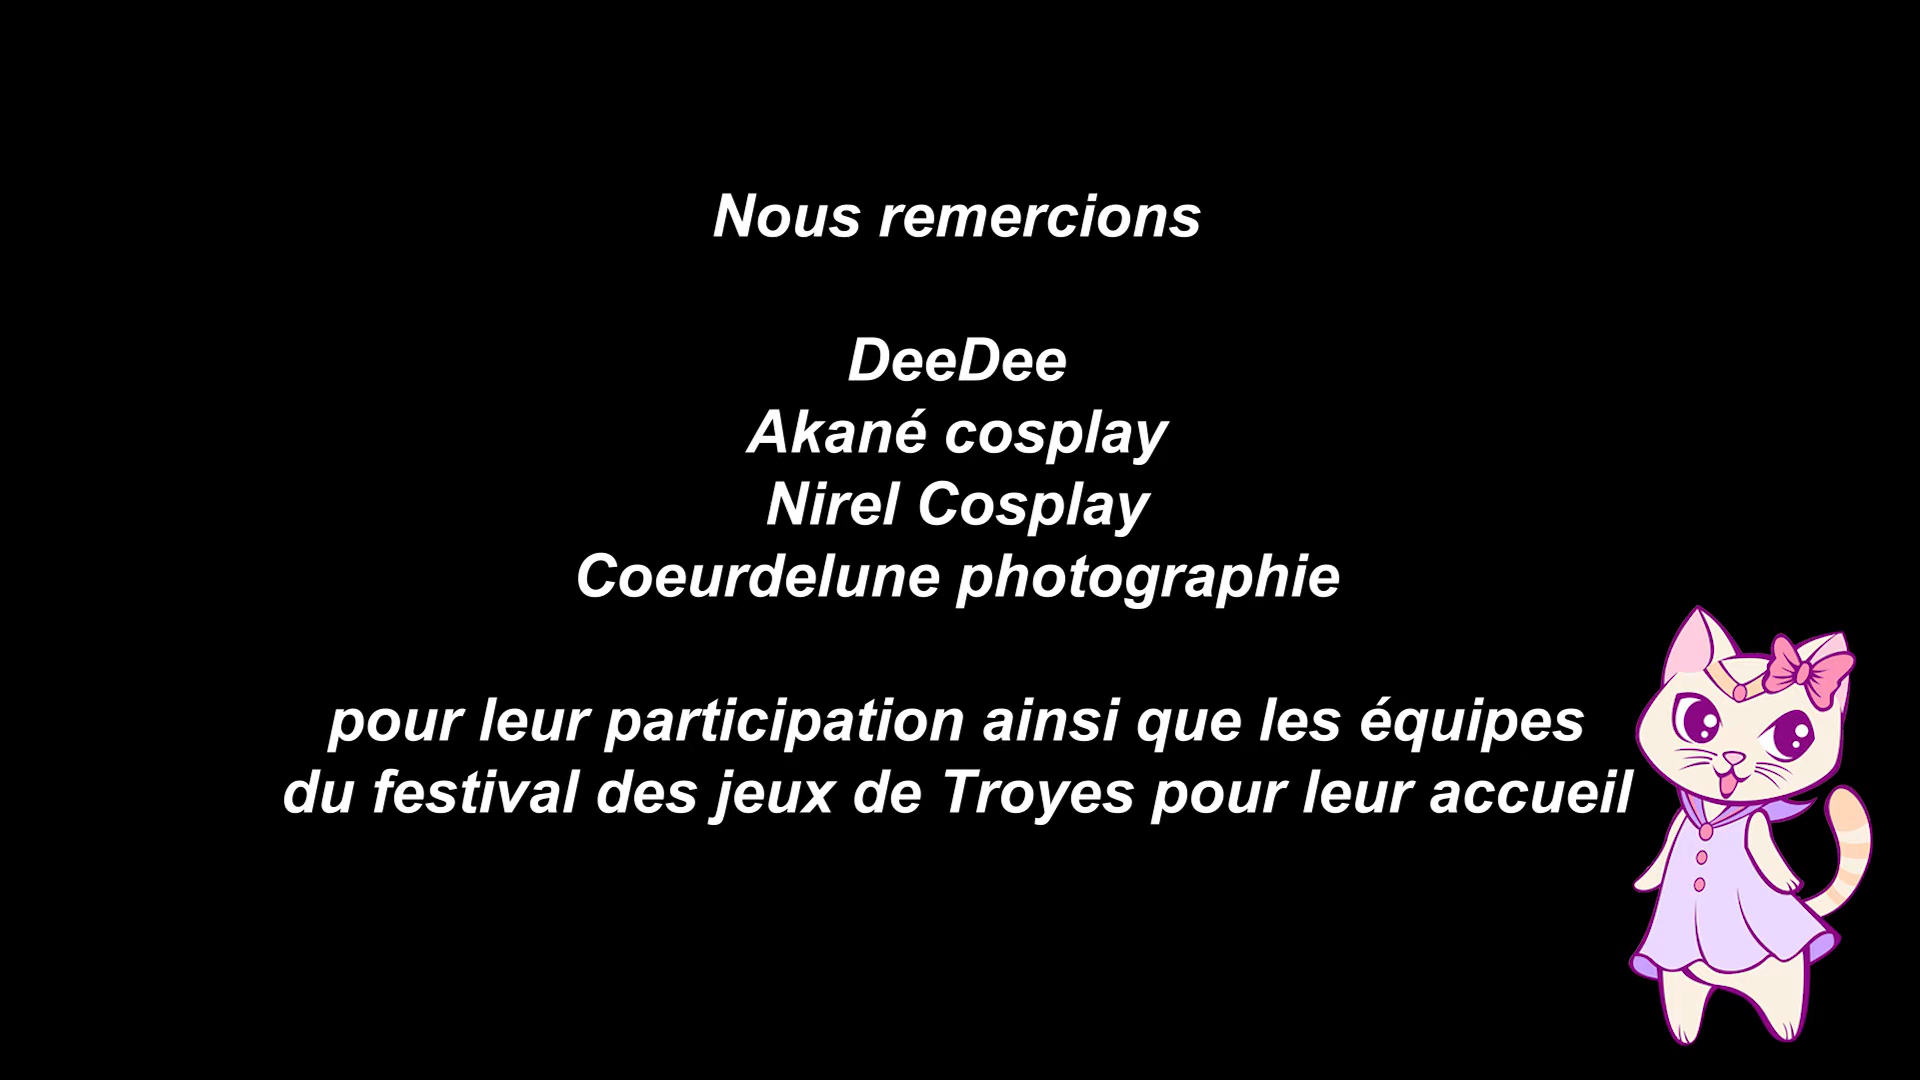 Nous remercions
DeeDee
Akané cosplay
Nirel Cosplay
Coeurdelune photographie
pour leur participation ainsi que les équipes
du festival des jeux de Troyes pour leur accueil